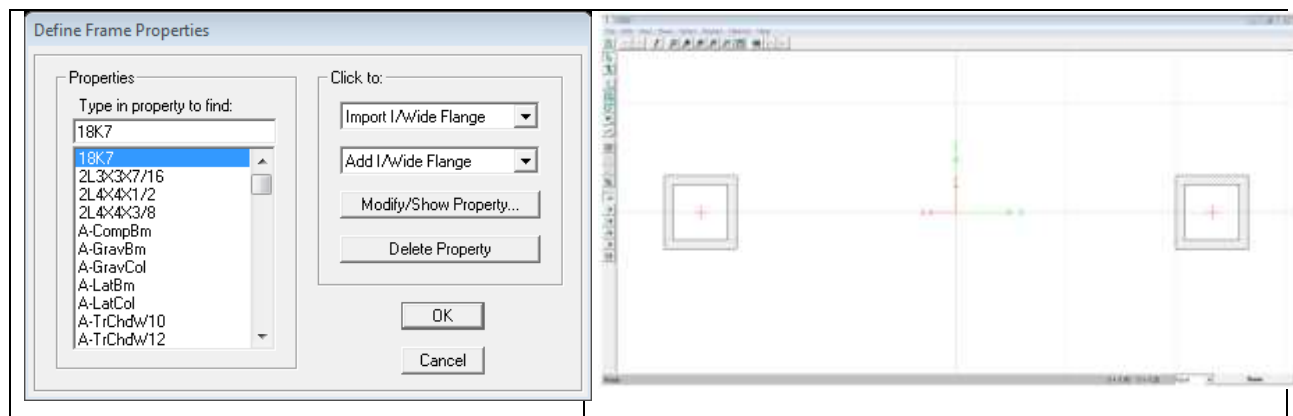 Define Frame Properties
Properties
Type in property to find:
18K7
18K7
2L3X3X7/16
2L4X4X1/2
2L4X4X3/8
A-CompBm
A-GravBm
A-GravCol
A-LatBm
A-LatCol
A-TrChdW10
A-TrChdW12
Click to:
Import I/Wide Flange
Add I/Wide Flange
Modify/Show Property...
Delete Property
OK
Cancel